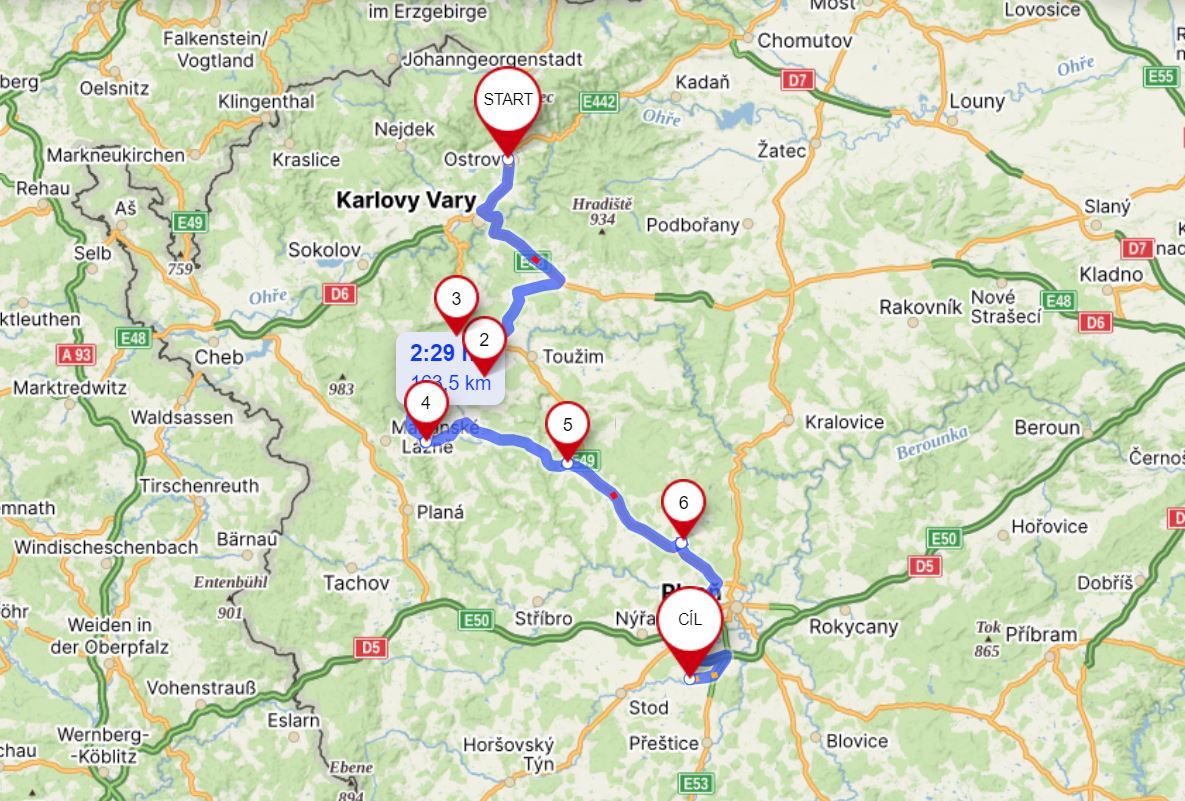 im Erzgebirge
Most
Lovosice
Falkenstein/
Vogtland
Chomutov
Johanngeorgenstadt
Ohře
E55
berg
Oelsnitz
Kadaň
D7
START
Klingenthal
E442
Ohře
Louny
Nejdek
Markneukirchen
Kraslice
Ostrov
Žatec
Rehau
Karlovy Vary
Hradiště
934
Aš
E49
Slaný
Podbořany
Selb
759
Sokolov
D7
Kladno
Ohře
D6
3
Rakovník
Nové
Strašecí
E48
D6
ktleuthen
E48
A 93
Cheb
2
2:29
Toužim
Marktredwitz
983
4
Waldsassen
Lázně
5
E49
Kralovice
Berounka
Beroun
Tirschenreuth
6
emnath
Planá
Hořovice
E50
Windischeschenbach
Bärnau
D5
Entenbühl
901
Tachov
Dobříš
CÍL
Stříbro
E50
Weiden in
der Oberpfalz
D5
Rokycany
Tok
865
Příbram
Vohenstrauß
Stod
Eslarn
Wernberg-
-Köblitz
Horšovský
Týn
Přeštice
Blovice
Ebene
894
E53